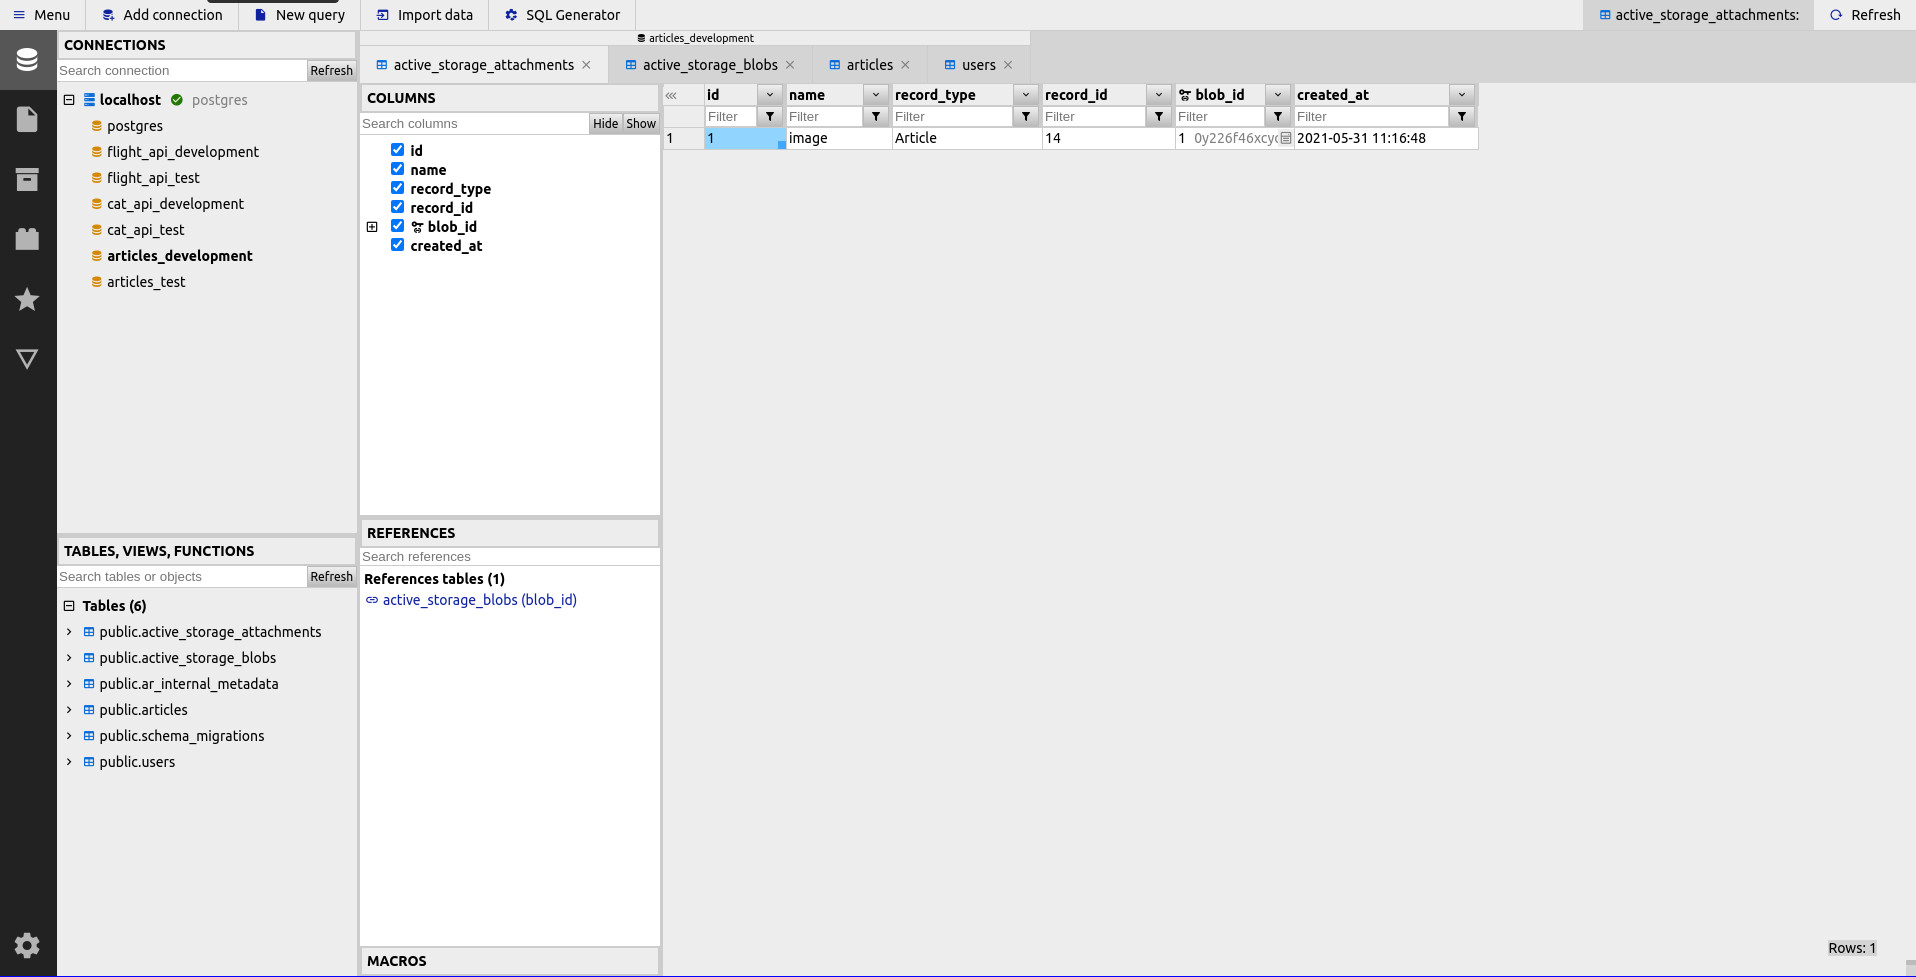 Menu Add connection New query Import data SQL Generator active_storage_attachments: Refresh
CONNECTIONS
Search connection Refresh
localhost postgres
postgres
flight_api_development
flight_api_test
cat_api_development
cat_api_test
articles_development
articles_test
TABLES, VIEWS, FUNCTIONS
Search tables or objects Refresh
Tables (6)
public.active_storage_attachments
public.active_storage_blobs
public.ar_internal_metadata
public.articles
public.schema_migrations
public.users
articles_development
active_storage_attachments active_storage_blobs articles users
COLUMNS
Search columns Hide Show
id
name
record_type
record_id
blob_id
created_at
REFERENCES
Search references
References tables (1)
active_storage_blobs (blob_id)
MACROS
id name record_type record_id blob_id created_at
Filter Filter Filter Filter Filter Filter
1 1 image Article 14 1 2021-05-31 11:16:48
Rows: 1